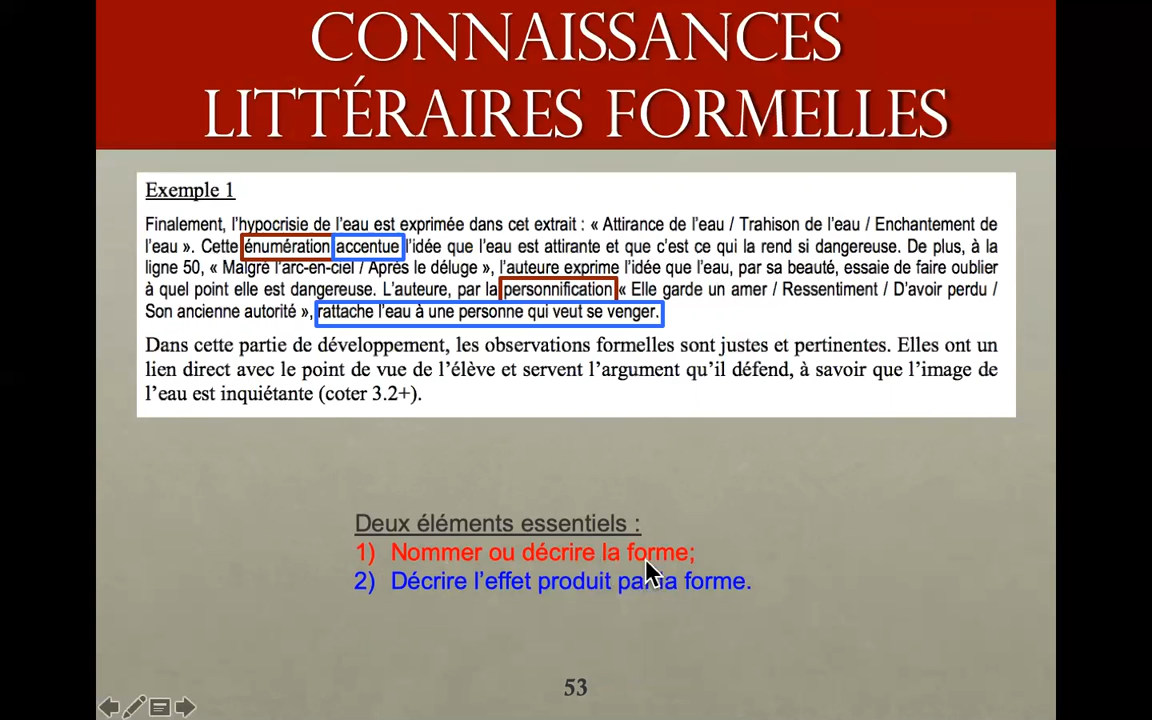 CONNAISSANCES
LITTÉRAIRES FORMELLES
Exemple 1
Finalement, l'hypocrisie de l'eau est exprimée dans cet extrait : « Attirance de l'eau / Trahison de l'eau / Enchantement de
l'eau ». Cette énumération accentue l'idée que l'eau est attirante et que c'est ce qui la rend si dangereuse. De plus, à la
ligne 50, « Malgré l'arc-en-ciel / Après le déluge », l'auteure exprime l'idée que l'eau, par sa beauté, essaie de faire oublier
à quel point elle est dangereuse. L'auteure, par la personnification « Elle garde un amer / Ressentiment / D'avoir perdu /
Son ancienne autorité », rattache l'eau à une personne qui veut se venger.
Dans cette partie de développement, les observations formelles sont justes et pertinentes. Elles ont un
lien direct avec le point de vue de l'élève et servent l'argument qu'il défend, à savoir que l'image de
l'eau est inquiétante (coter 3.2+).
Deux éléments essentiels :
1) Nommer ou décrire la forme;
2) Décrire l'effet produit par la forme.
53